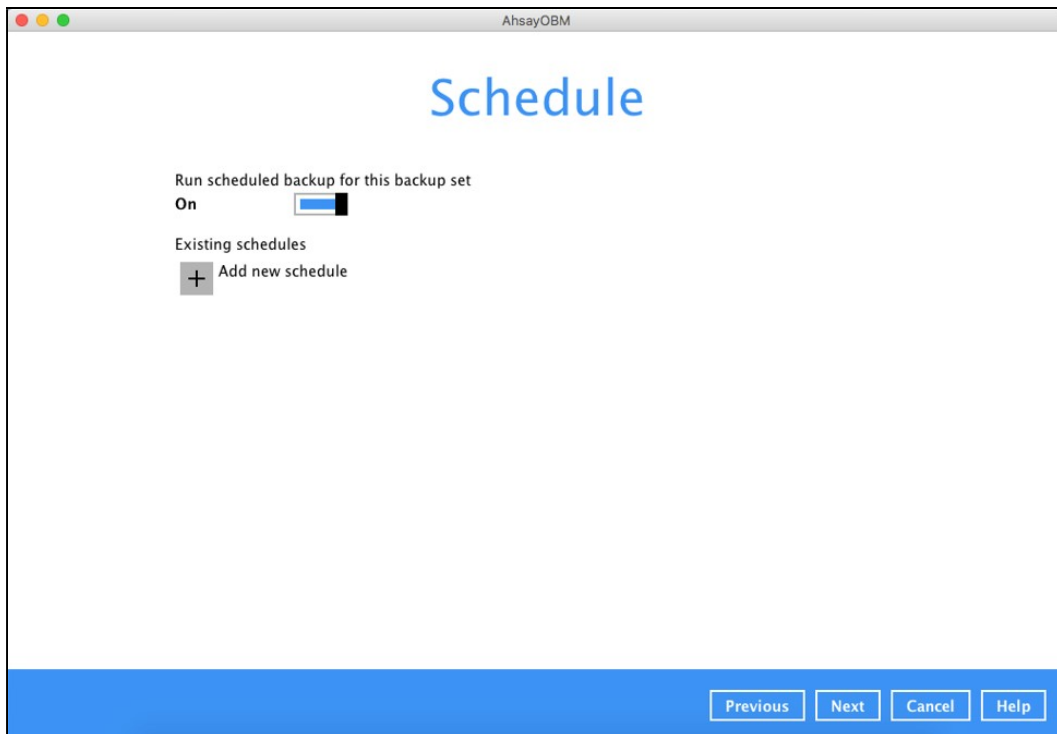 AhsayOBM
Schedule
Run scheduled backup for this backup set
On
Existing schedules
+ Add new schedule
Previous Next Cancel Help